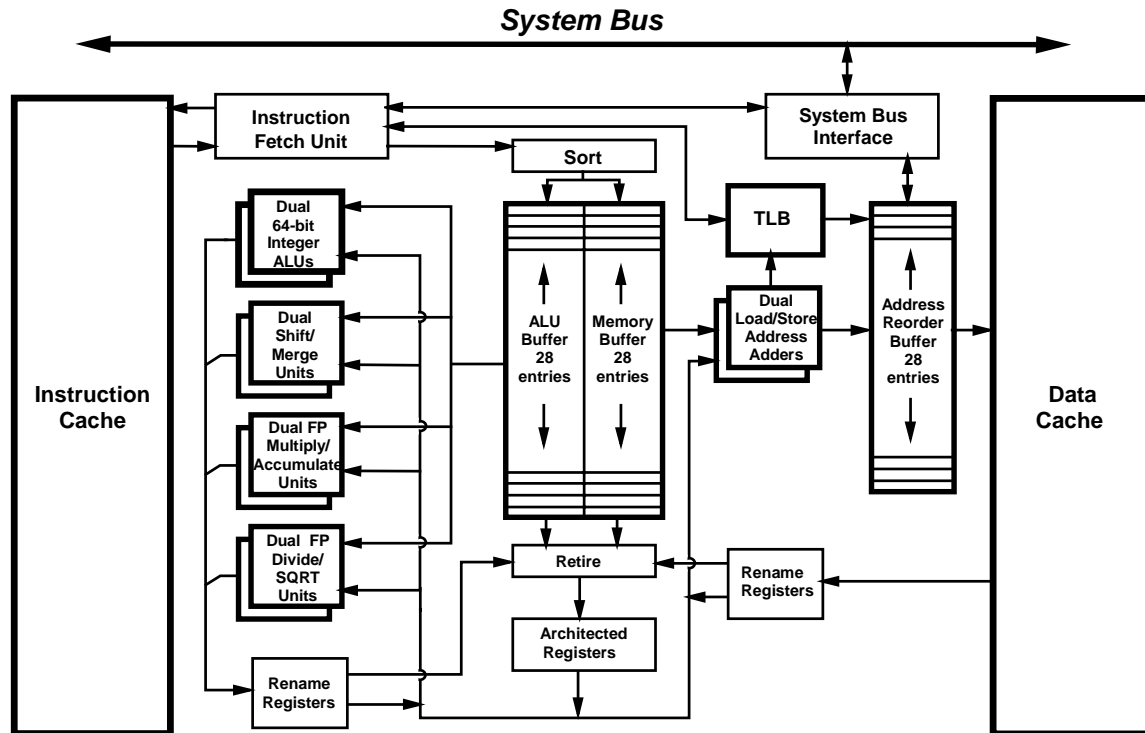 System Bus
Instruction
Fetch Unit
System Bus
Interface
Sort
Dual
64-bit
Integer
ALUs
TLB
Dual
Shift/
Merge
Units
ALU
Buffer
28
entries
Memory
Buffer
28
entries
Dual
Load/Store
Address
Adders
Address
Reorder
Buffer
28
entries
Instruction
Cache
Data
Cache
Dual FP
Multiply/
Accumulate
Units
Dual FP
Divide/
SQRT
Units
Retire
Rename
Registers
Architected
Registers
Rename
Registers